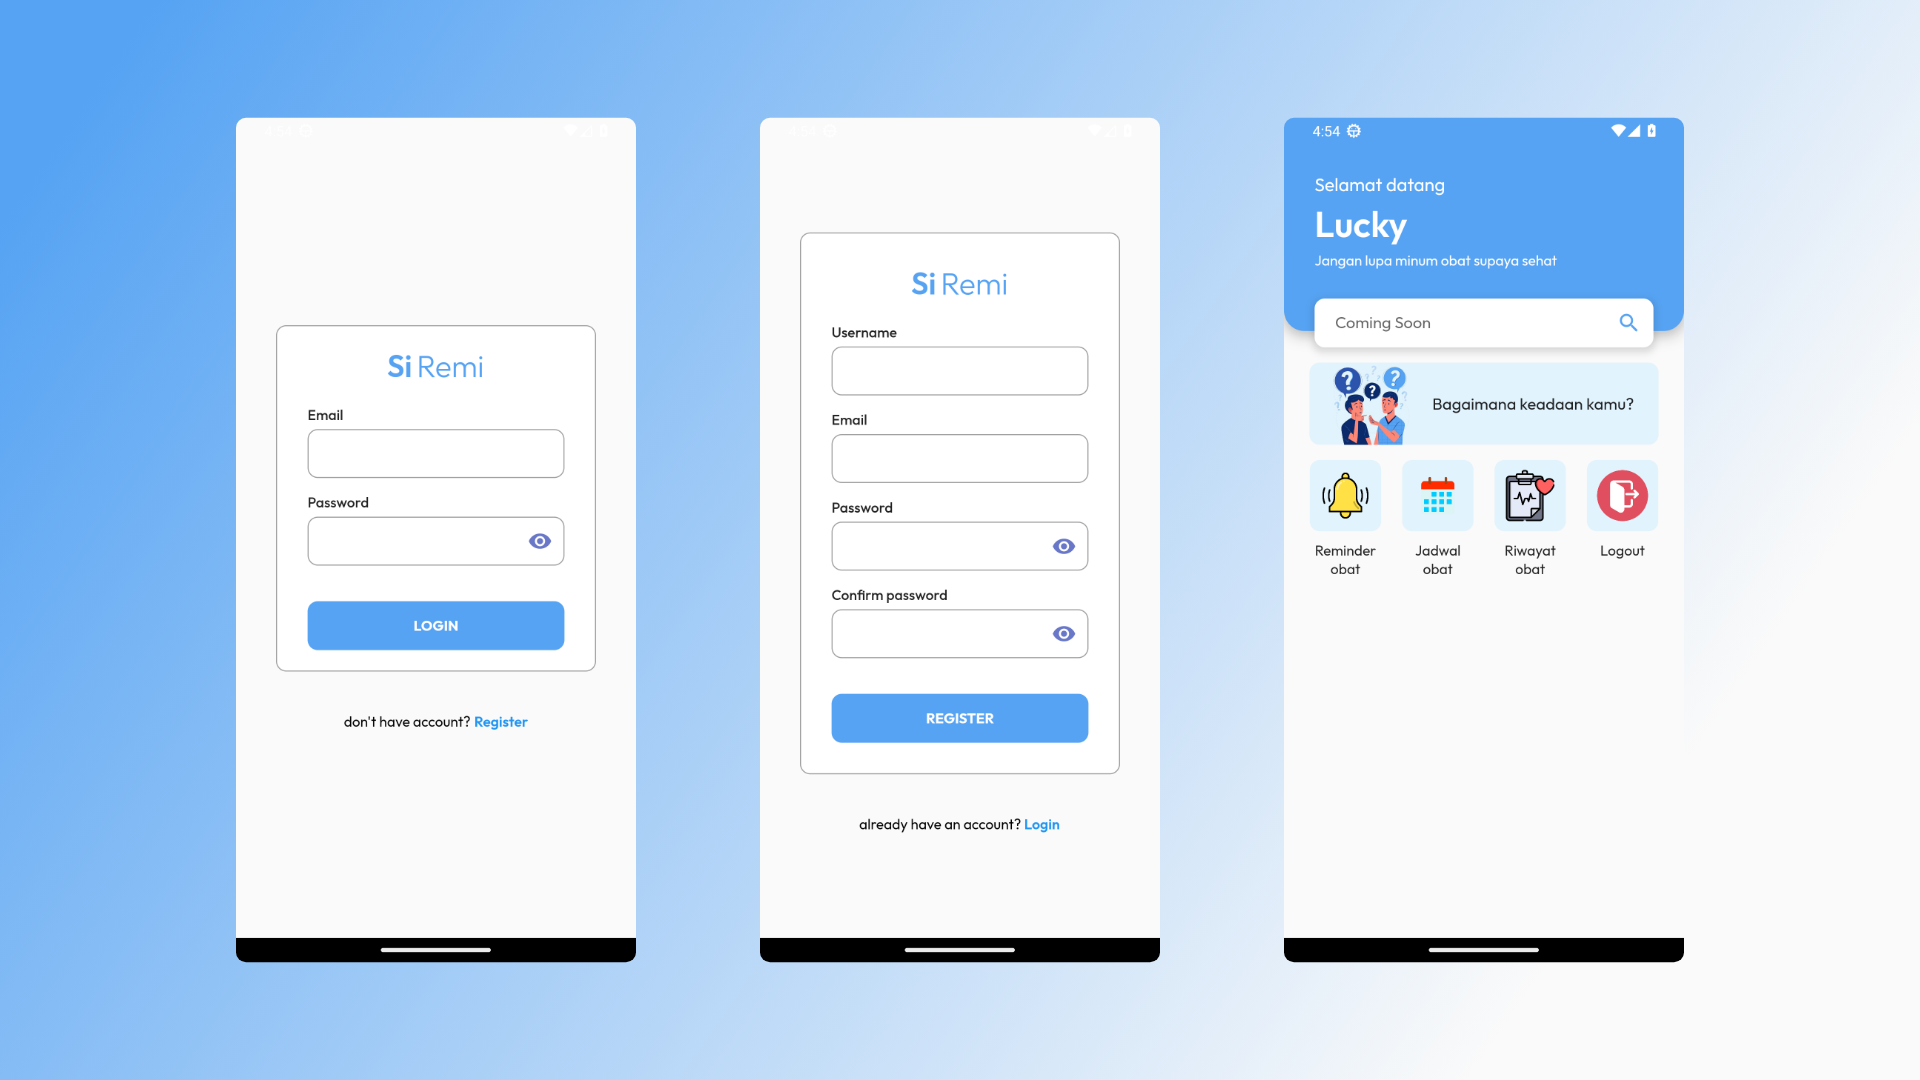 Si Remi
Email
Password
LOGIN
don't have account? Register
Si Remi
Username
Email
Password
Confirm password
REGISTER
already have an account? Login
4:54
Selamat datang
Lucky
Jangan lupa minum obat supaya sehat
Coming Soon
? ? ?
Bagaimana keadaan kamu?
Reminder
obat
Jadwal
obat
Riwayat
obat
Logout